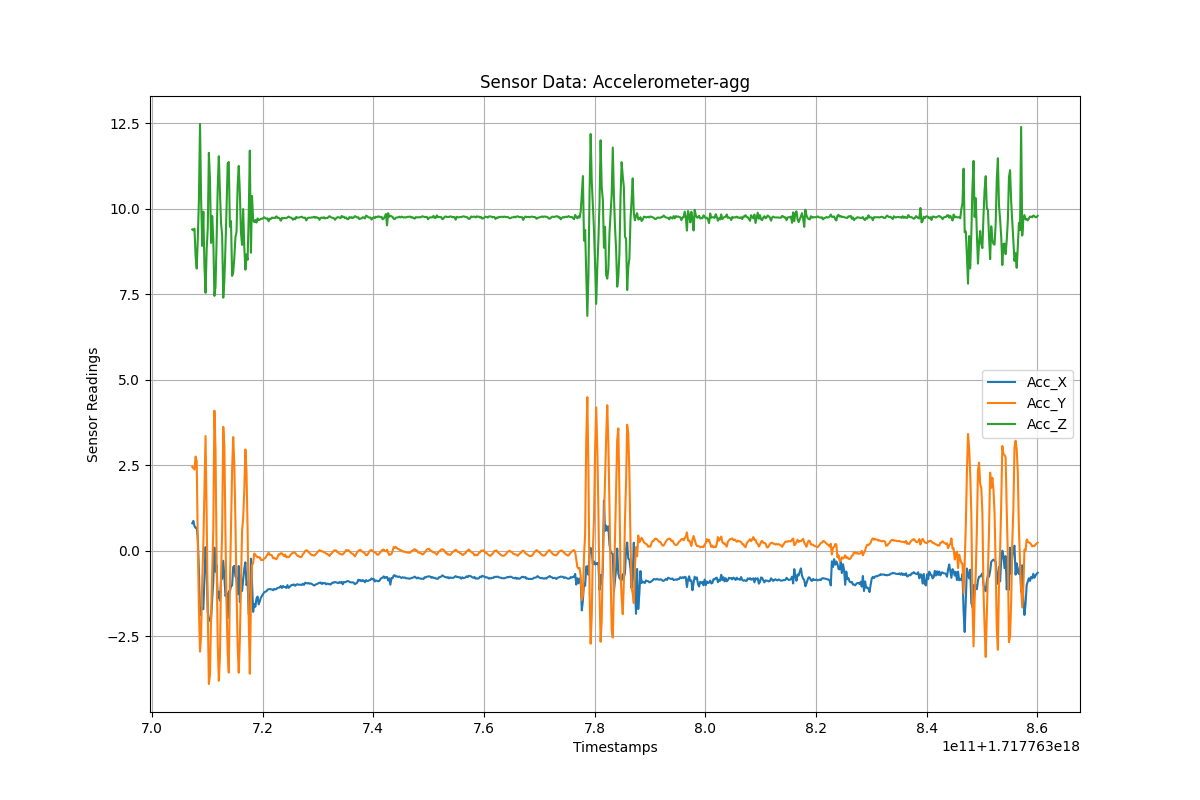 Sensor Data: Accelerometer-agg
12.5
10.0
7.5
5.0
2.5
0.0
−2.5
Sensor Readings
Acc_X
Acc_Y
Acc_Z
7.0 7.2 7.4 7.6 7.8 8.0 8.2 8.4 8.6
Timestamps
1e11+1.717763e18